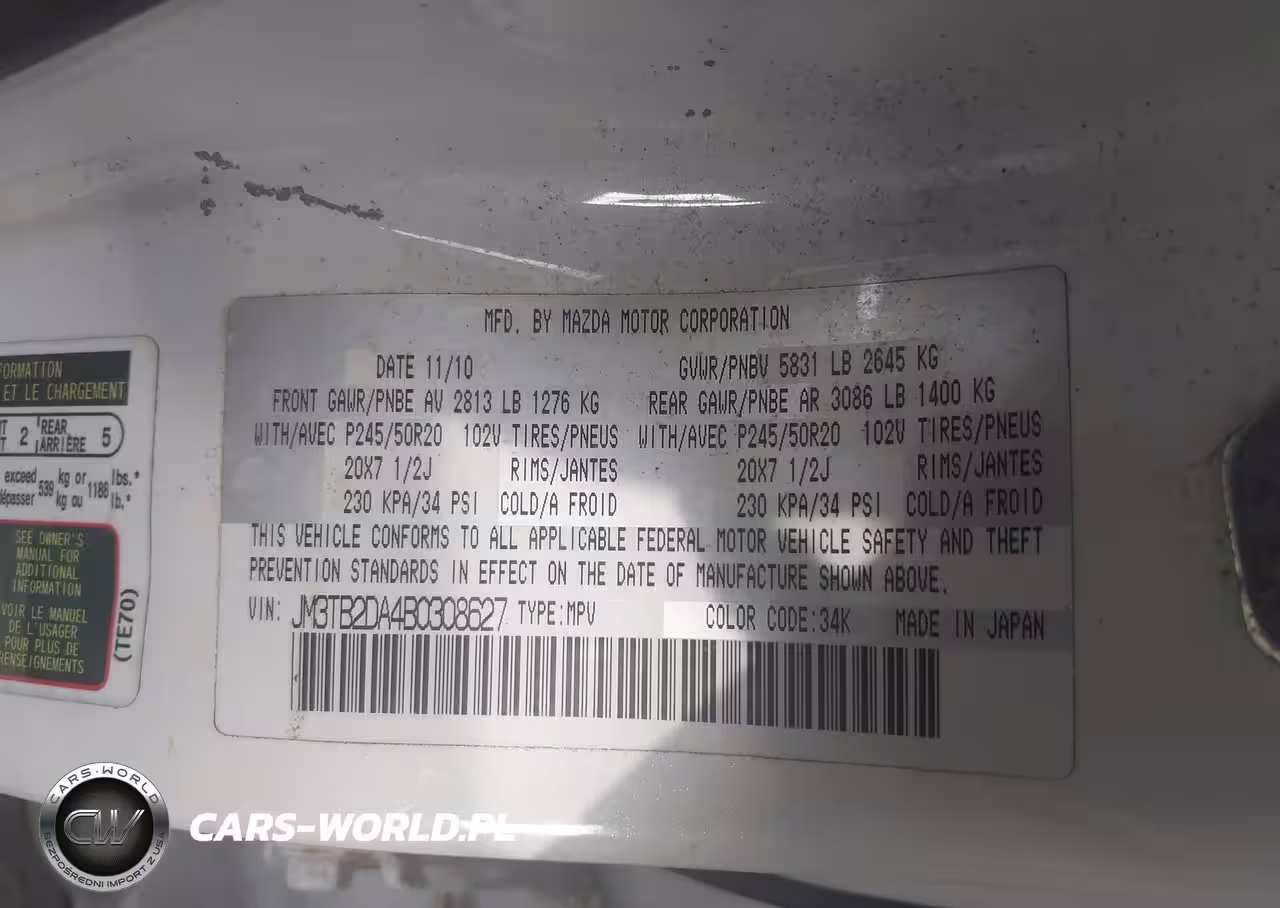 MFD. BY MAZDA MOTOR CORPORATION
DATE 11/10 GVWR/PNBV 5831 LB 2645 KG
FRONT GAWR/PNBE AV 2813 LB 1276 KG REAR GAWR/PNBE AR 3086 LB 1400 KG
WITH/AVEC P245/50R20 102V TIRES/PNEUS WITH/AVEC P245/50R20 102V TIRES/PNEUS
20X7 1/2J RIMS/JANTES 20X7 1/2J RIMS/JANTES
230 KPA/34 PSI COLD/A FROID 230 KPA/34 PSI COLD/A FROID
THIS VEHICLE CONFORMS TO ALL APPLICABLE FEDERAL MOTOR VEHICLE SAFETY AND THEFT
PREVENTION STANDARDS IN EFFECT ON THE DATE OF MANUFACTURE SHOWN ABOVE.
VIN: JM3TB2DA4B0308627 TYPE:MPV COLOR CODE:34K MADE IN JAPAN
ET LE CHARGEMENT
2 REAR 5
ARRIÈRE
exceed 539 kg or 1188 lbs.*
kg ou lb.*
SEE OWNER'S
MANUAL FOR
ADDITIONAL
INFORMATION
VOIR LE MANUEL
DE L'USAGER
POUR PLUS DE
RENSEIGNEMENTS
(TE70)
CARS-WORLD
CW
BEZPOŚREDNI IMPORT Z USA
CARS-WORLD.PL